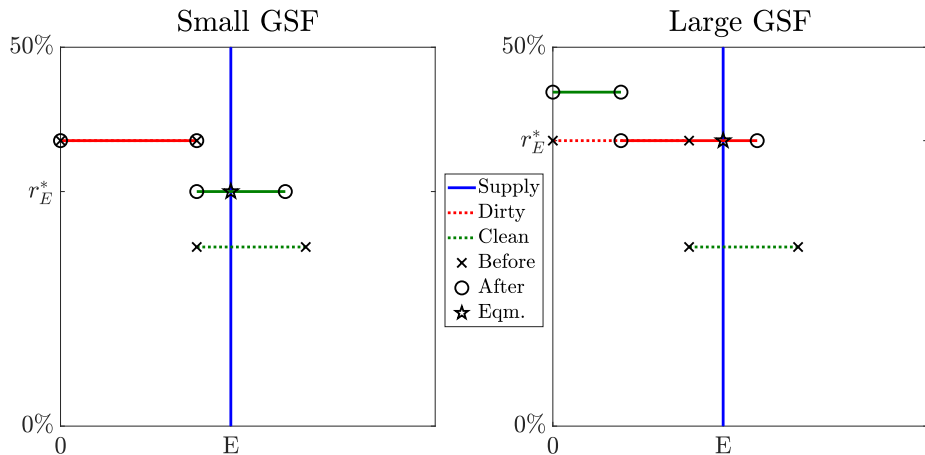 Small GSF
50%
r*E
0%
0
E
Supply
Dirty
Clean
Before
After
Eqm.
Large GSF
50%
r*E
0%
0
E